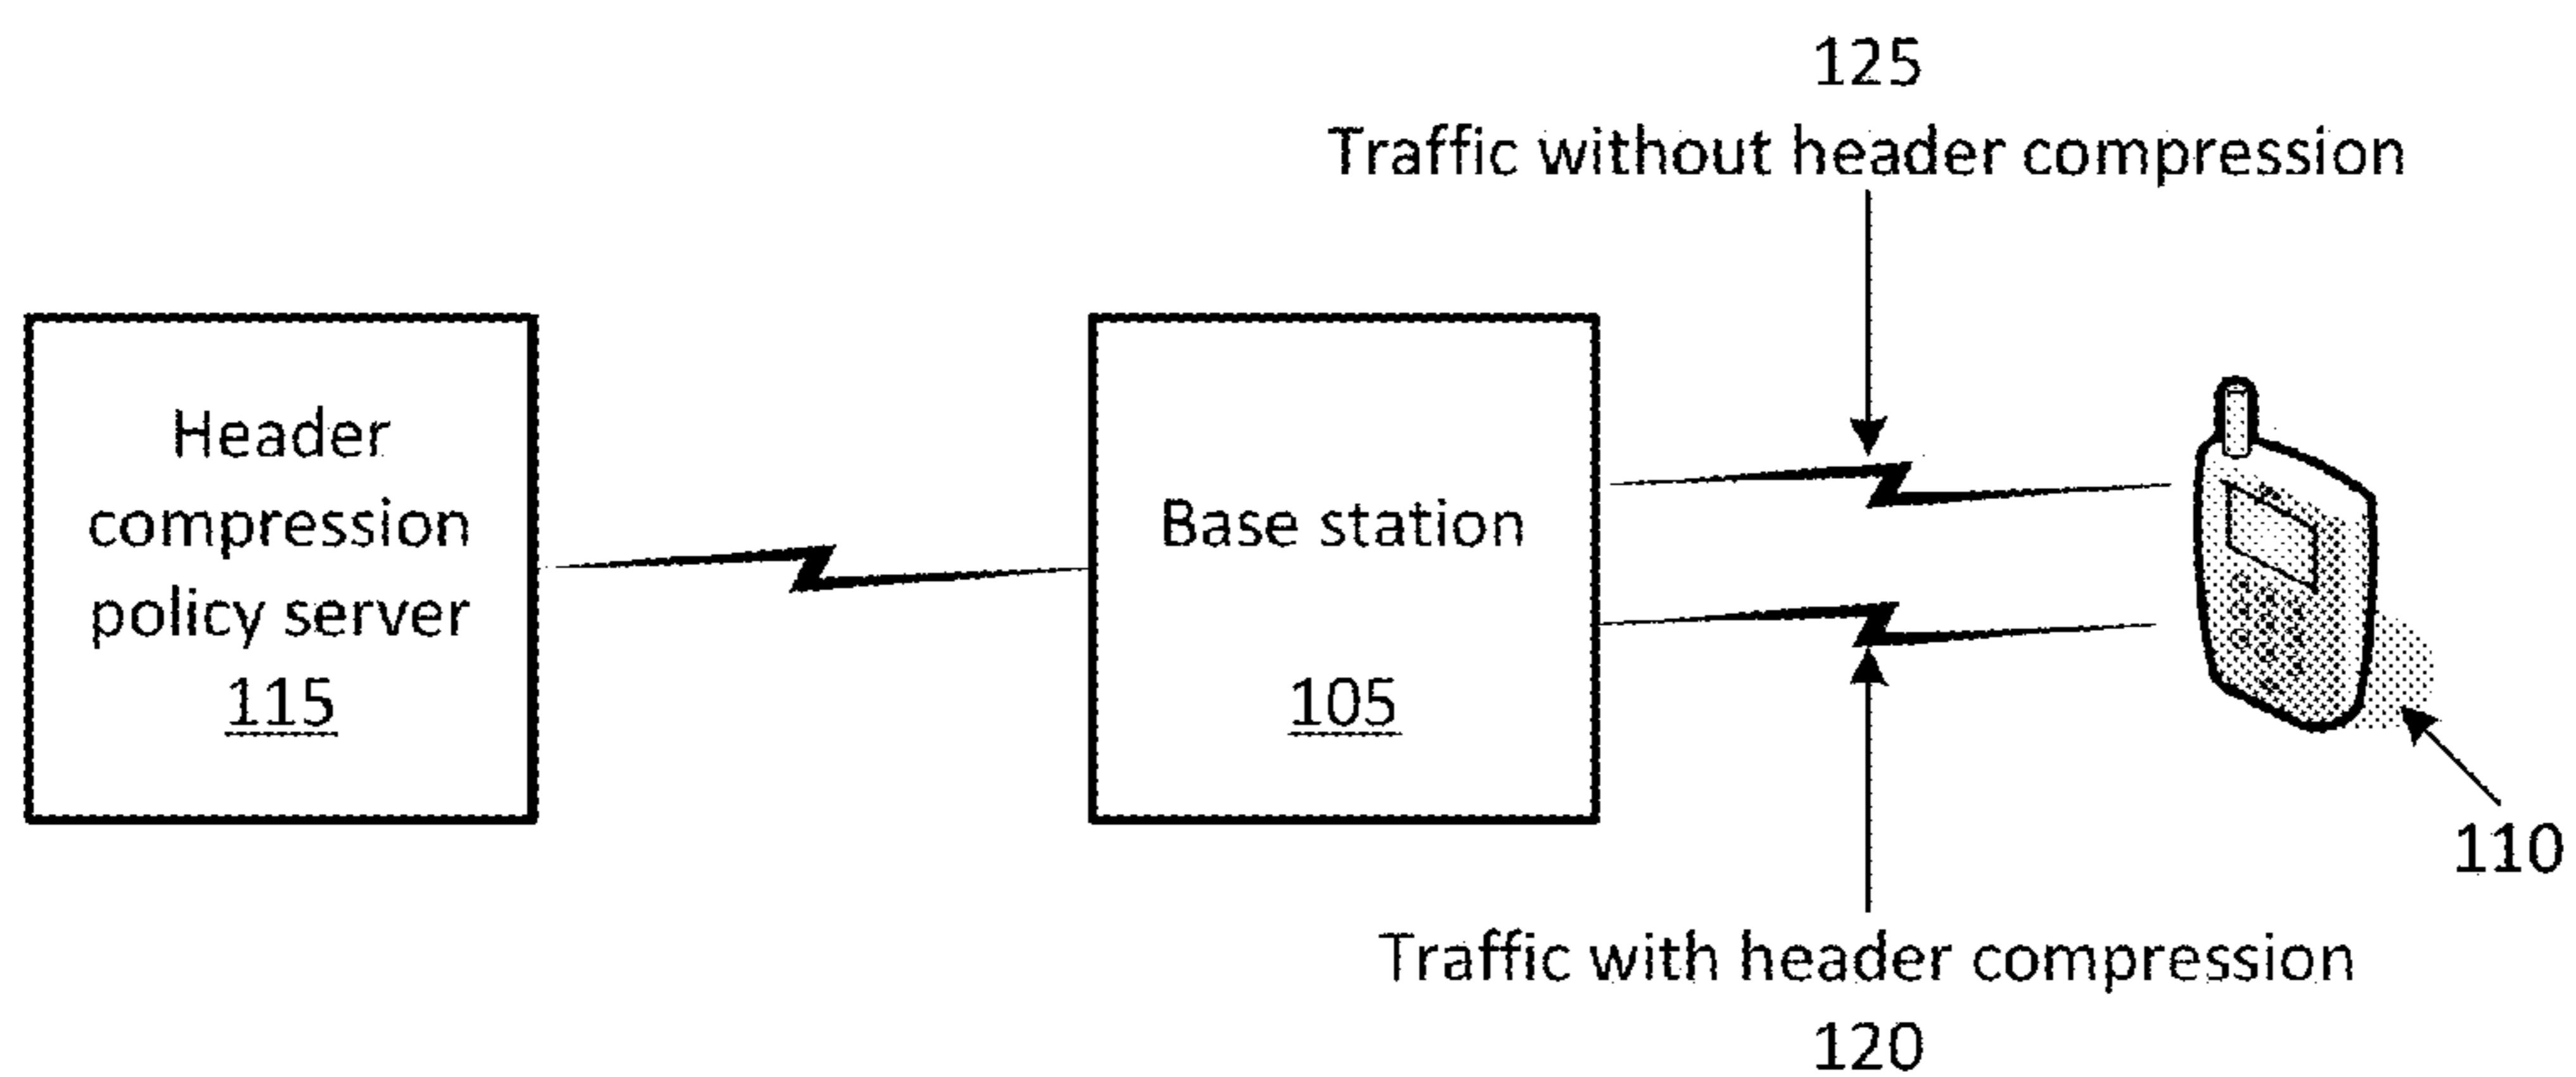 125
Traffic without header compression
Header
compression
policy server
115
Base station
105
110
Traffic with header compression
120